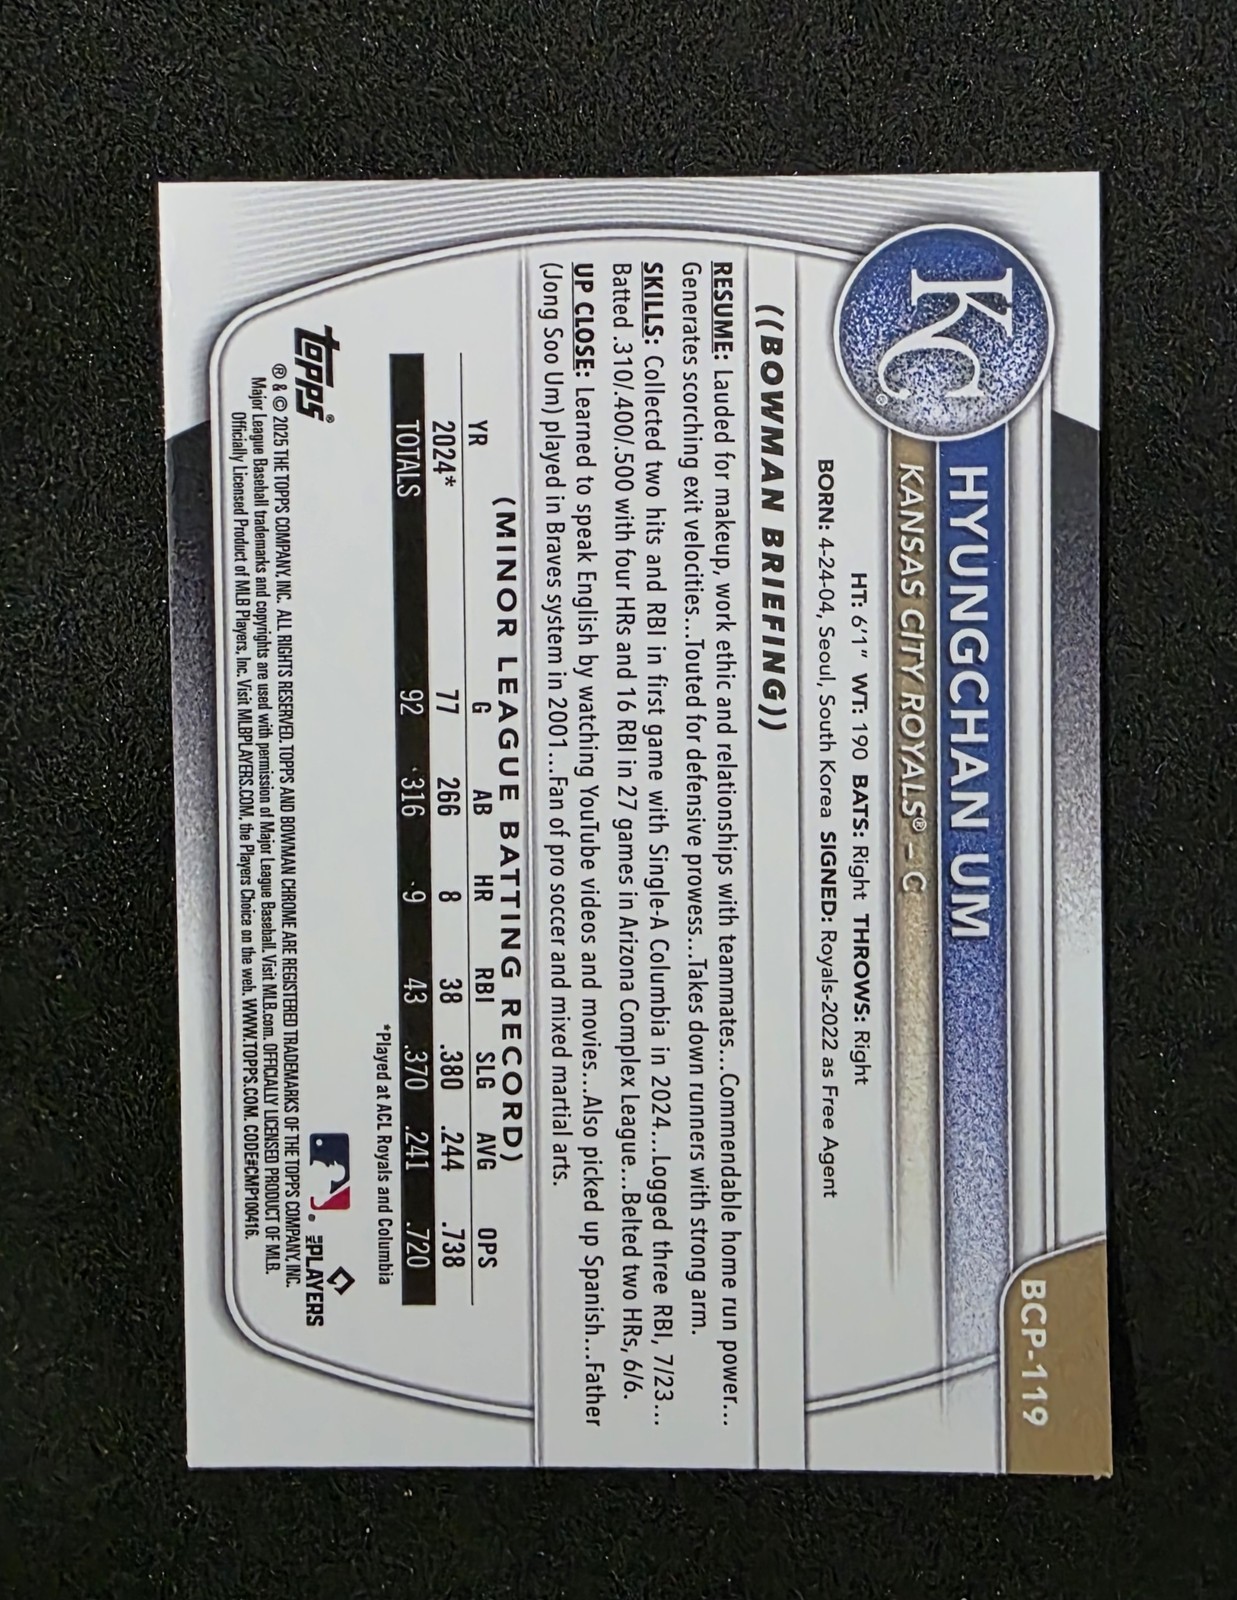 BCP-119
HYUNGCHAN UM
KC®
KANSAS CITY ROYALS® – C
HT: 6'1" WT: 190 BATS: Right THROWS: Right
BORN: 4-24-04, Seoul, South Korea SIGNED: Royals-2022 as Free Agent
((BOWMAN BRIEFING))
RESUME: Lauded for makeup, work ethic and relationships with teammates...Commendable home run power...
Generates scorching exit velocities...Touted for defensive prowess...Takes down runners with strong arm.
SKILLS: Collected two hits and RBI in first game with Single-A Columbia in 2024....Logged three RBI, 7/23...
Batted .310/.400/.500 with four HRs and 16 RBI in 27 games in Arizona Complex League....Belted two HRs, 6/6.
UP CLOSE: Learned to speak English by watching YouTube videos and movies....Also picked up Spanish...Father
(Jong Soo Um) played in Braves system in 2001....Fan of pro soccer and mixed martial arts.
(MINOR LEAGUE BATTING RECORD)
YR G AB HR RBI SLG AVG OPS
2024* 77 266 8 38 .380 .244 .738
TOTALS 92 316 9 43 .370 .241 .720
*Played at ACL Royals and Columbia
topps®
MLB PLAYERS
® & © 2025 THE TOPPS COMPANY, INC. ALL RIGHTS RESERVED. TOPPS AND BOWMAN CHROME ARE REGISTERED TRADEMARKS OF THE TOPPS COMPANY, INC.
Major League Baseball trademarks and copyrights are used with permission of Major League Baseball. Visit MLB.com. OFFICIALLY LICENSED PRODUCT OF MLB.
Officially Licensed Product of MLB Players, Inc. Visit MLBPLAYERS.COM, the Players Choice on the web. WWW.TOPPS.COM. CODE#CMP100416.